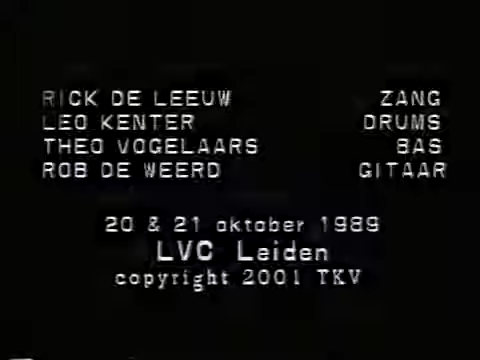 RICK DE LEEUW ZANG
LEO KENTER DRUMS
THEO VOGELAARS BAS
ROB DE WEERD GITAAR
20 & 21 oktober 1989
LVC Leiden
copyright 2001 TKV